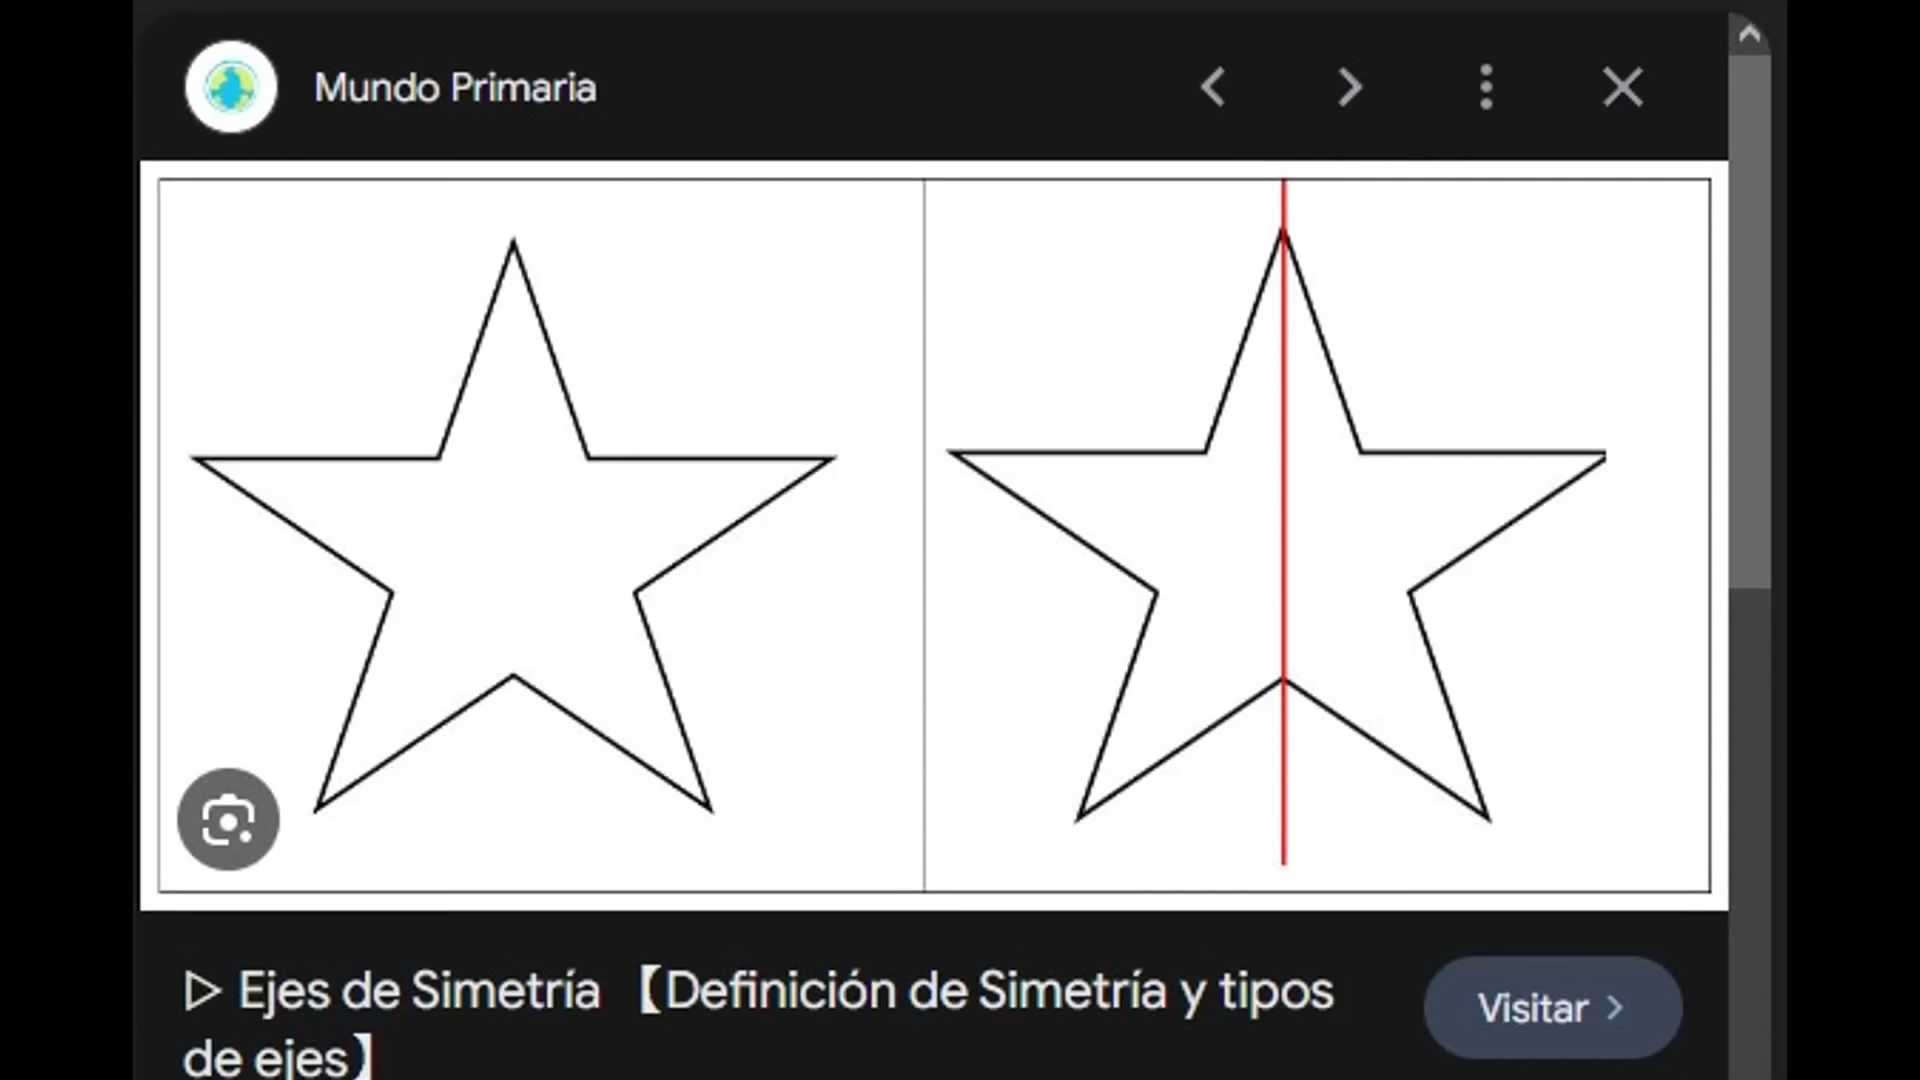 Mundo Primaria
▷ Ejes de Simetría 【Definición de Simetría y tipos
de ejes】
Visitar